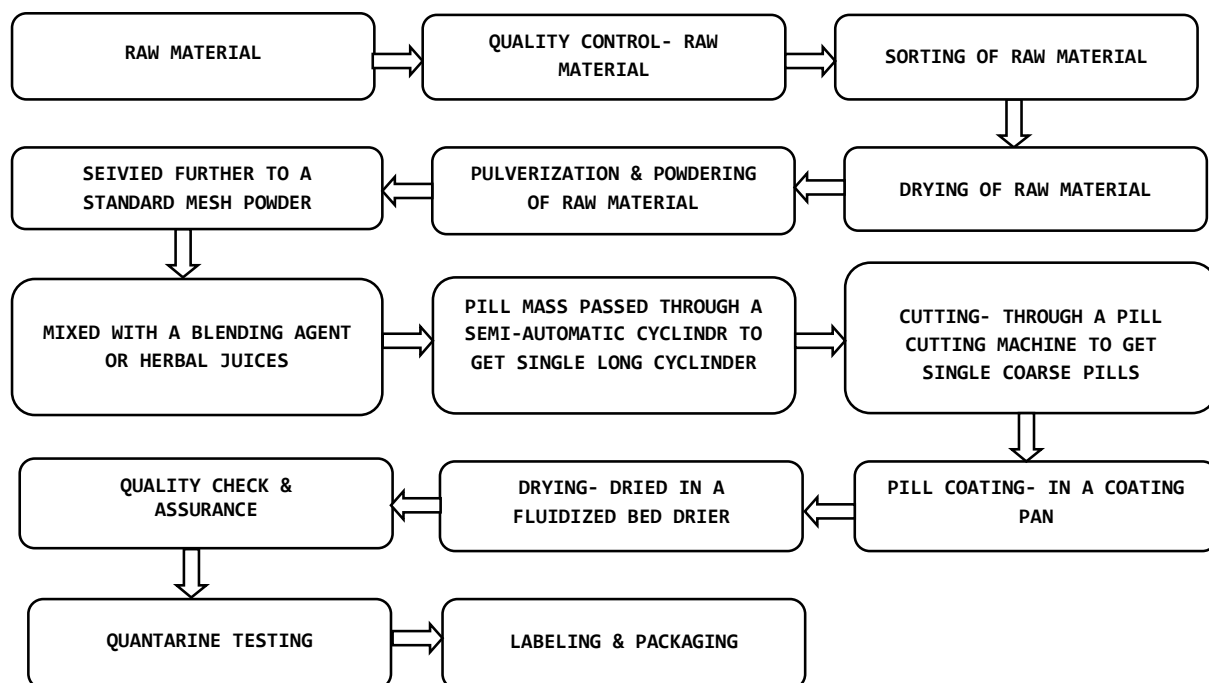 RAW MATERIAL
QUALITY CONTROL- RAW
MATERIAL
SORTING OF RAW MATERIAL
DRYING OF RAW MATERIAL
PULVERIZATION & POWDERING
OF RAW MATERIAL
SEIVIED FURTHER TO A
STANDARD MESH POWDER
MIXED WITH A BLENDING AGENT
OR HERBAL JUICES
PILL MASS PASSED THROUGH A
SEMI-AUTOMATIC CYCLINDR TO
GET SINGLE LONG CYCLINDER
CUTTING- THROUGH A PILL
CUTTING MACHINE TO GET
SINGLE COARSE PILLS
PILL COATING- IN A COATING
PAN
DRYING- DRIED IN A
FLUIDIZED BED DRIER
QUALITY CHECK &
ASSURANCE
QUANTARINE TESTING
LABELING & PACKAGING